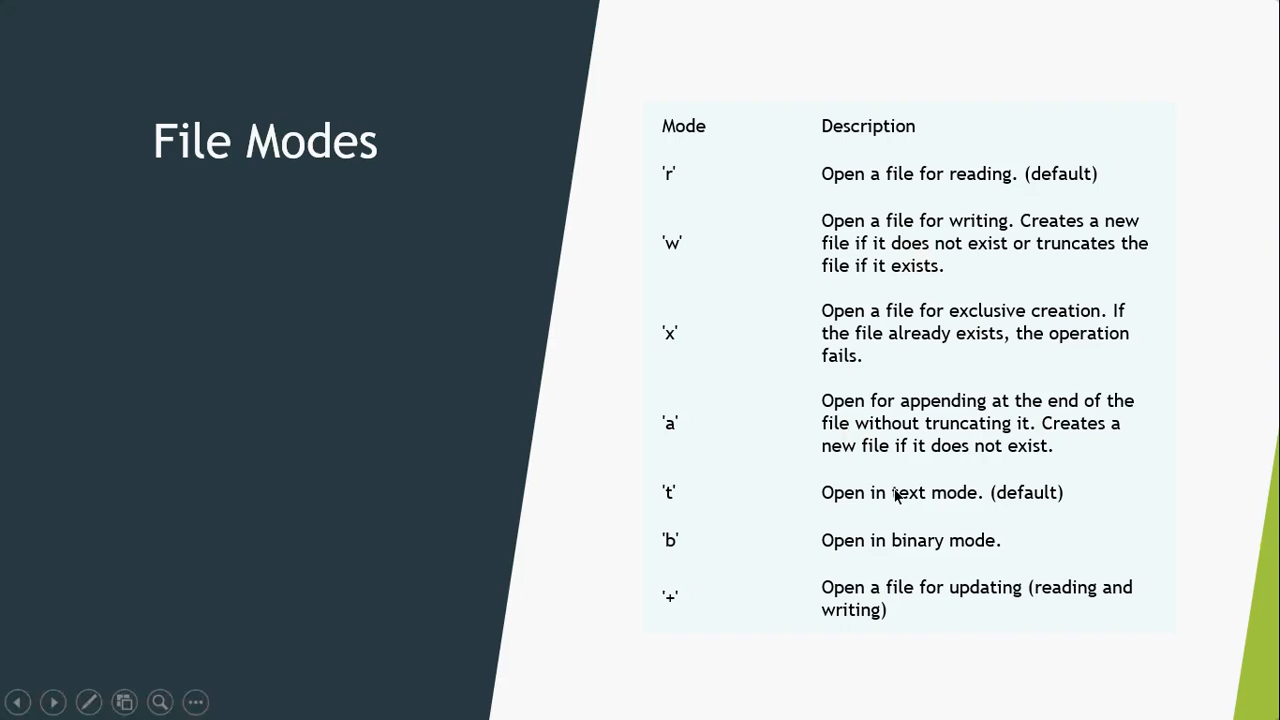 File Modes
Mode Description
'r' Open a file for reading. (default)
'w' Open a file for writing. Creates a new
file if it does not exist or truncates the
file if it exists.
'x' Open a file for exclusive creation. If
the file already exists, the operation
fails.
'a' Open for appending at the end of the
file without truncating it. Creates a
new file if it does not exist.
't' Open in text mode. (default)
'b' Open in binary mode.
'+' Open a file for updating (reading and
writing)